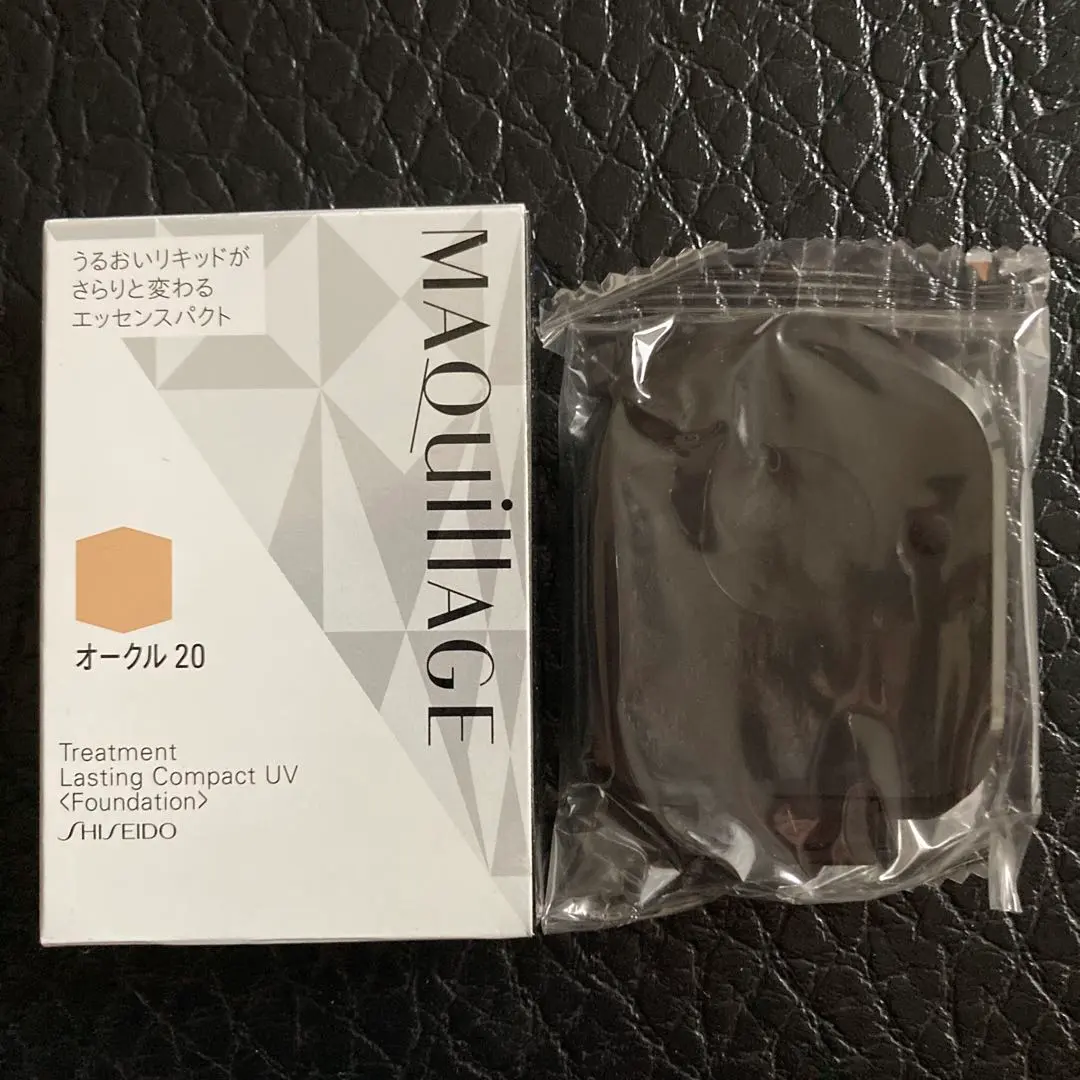 うるおいリキッドが
さらりと変わる
エッセンスパクト
MAQuillAGE
オークル 20
Treatment
Lasting Compact UV
<Foundation>
SHISEIDO